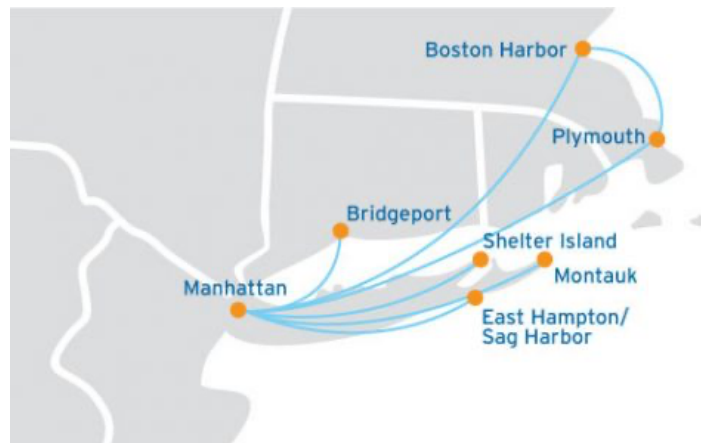 Boston Harbor
Plymouth
Bridgeport
Shelter Island
Montauk
Manhattan
East Hampton/
Sag Harbor